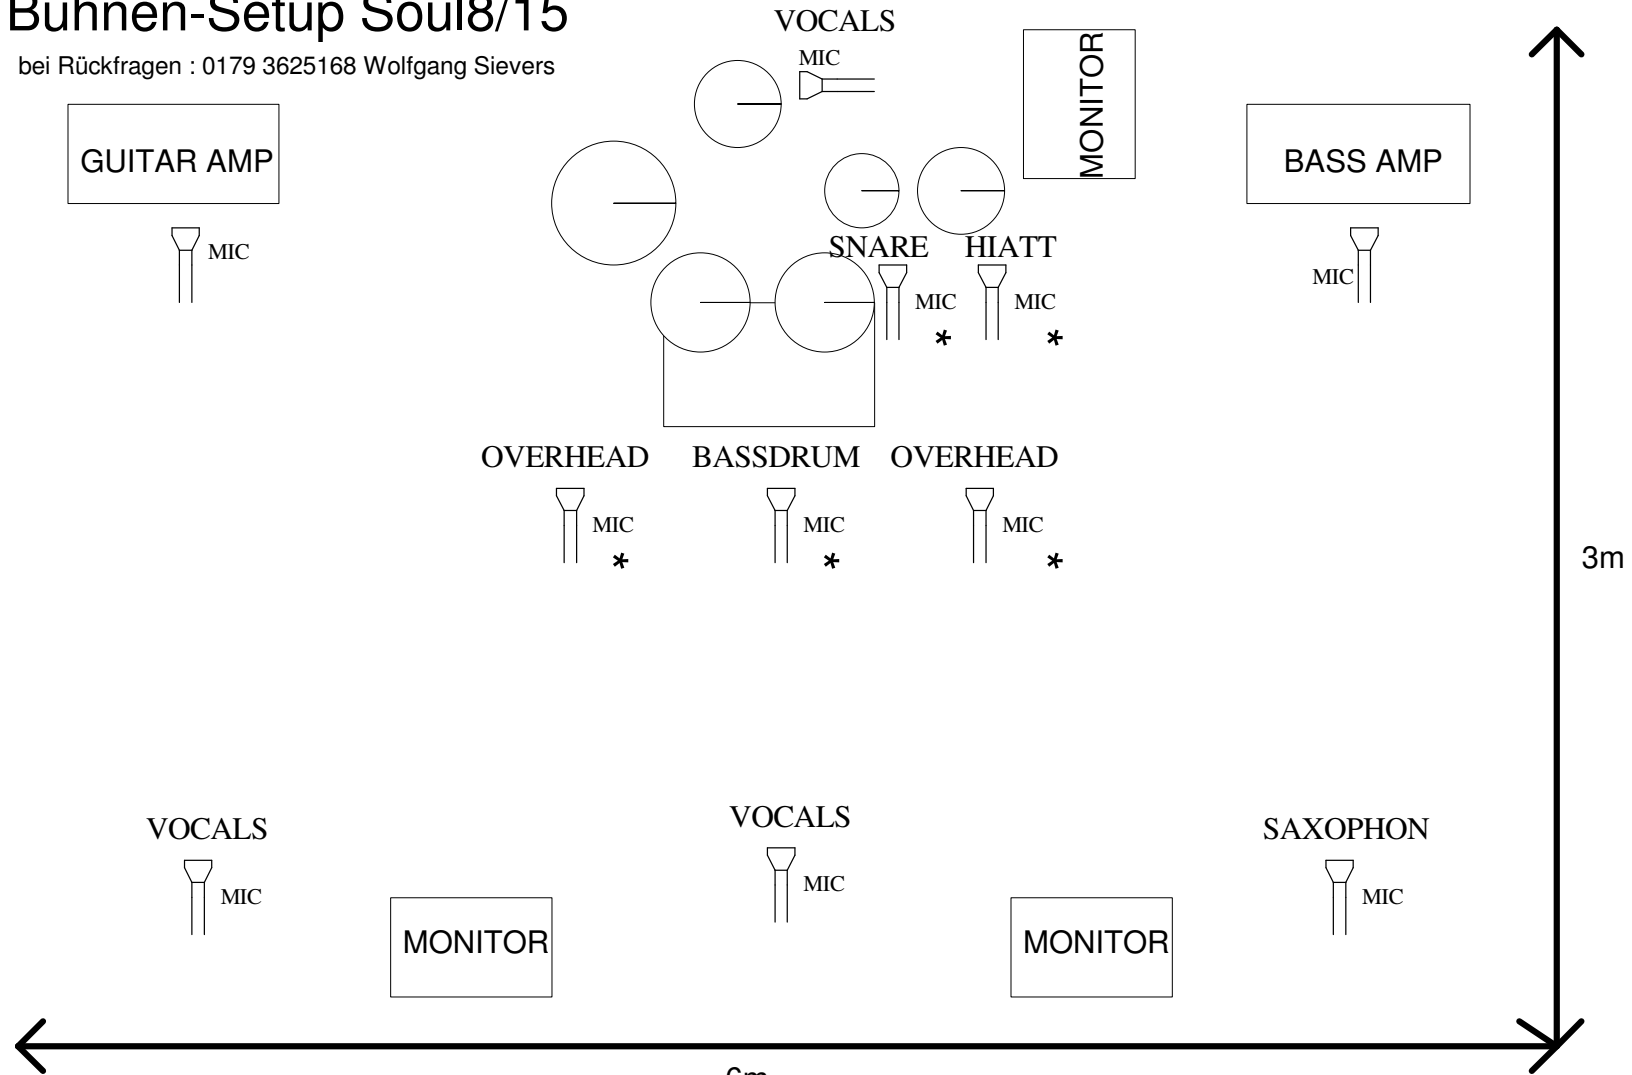 Bühnen-Setup Soul8/15
bei Rückfragen : 0179 3625168 Wolfgang Sievers
VOCALS
MIC
MONITOR
GUITAR AMP
BASS AMP
MIC
SNARE HIATT
MIC
MIC * MIC *
OVERHEAD BASSDRUM OVERHEAD
MIC * MIC * MIC *
3m
VOCALS
MIC
VOCALS
MIC
SAXOPHON
MIC
MONITOR
MONITOR
6m